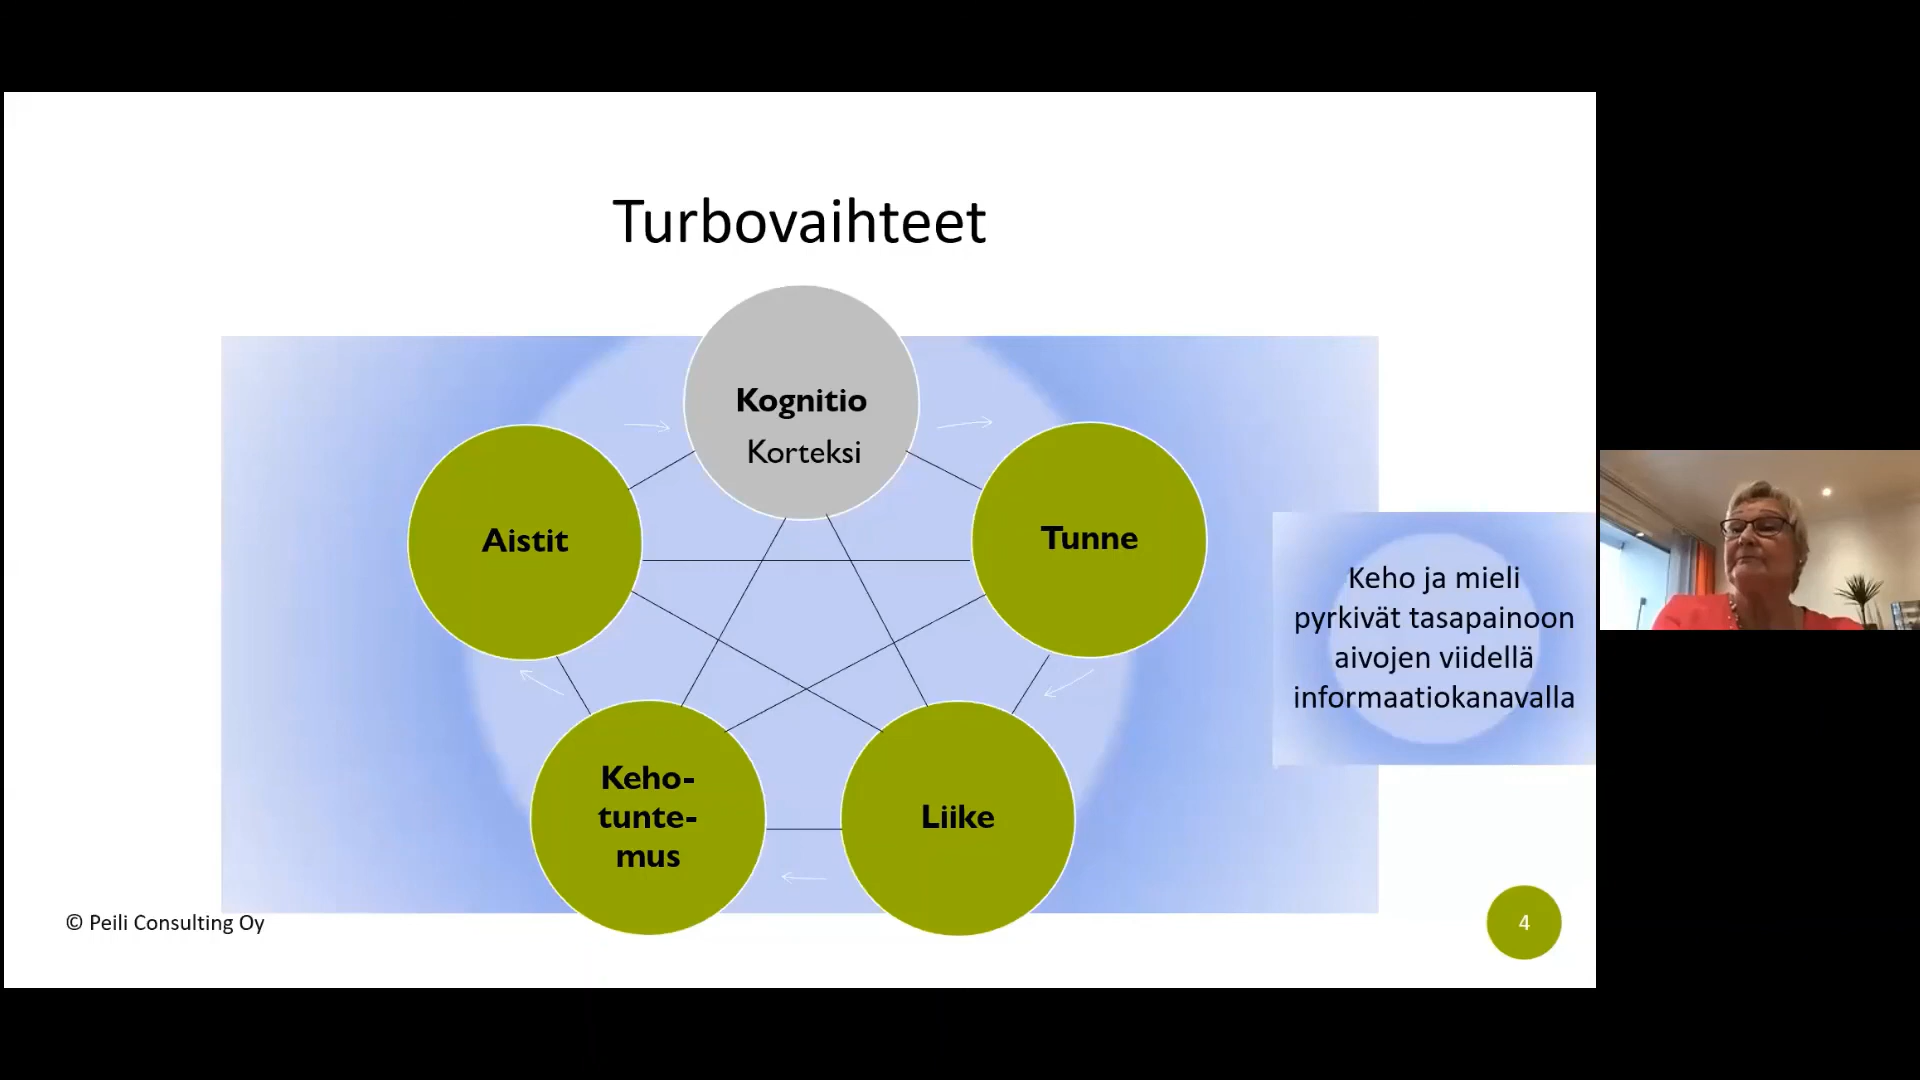 Turbovaihteet
Kognitio
Korteksi
Aistit
Tunne
Keho ja mieli
pyrkivät tasapainoon
aivojen viidellä
informaatiokanavalla
Keho-
tunte-
mus
Liike
© Peili Consulting Oy
4